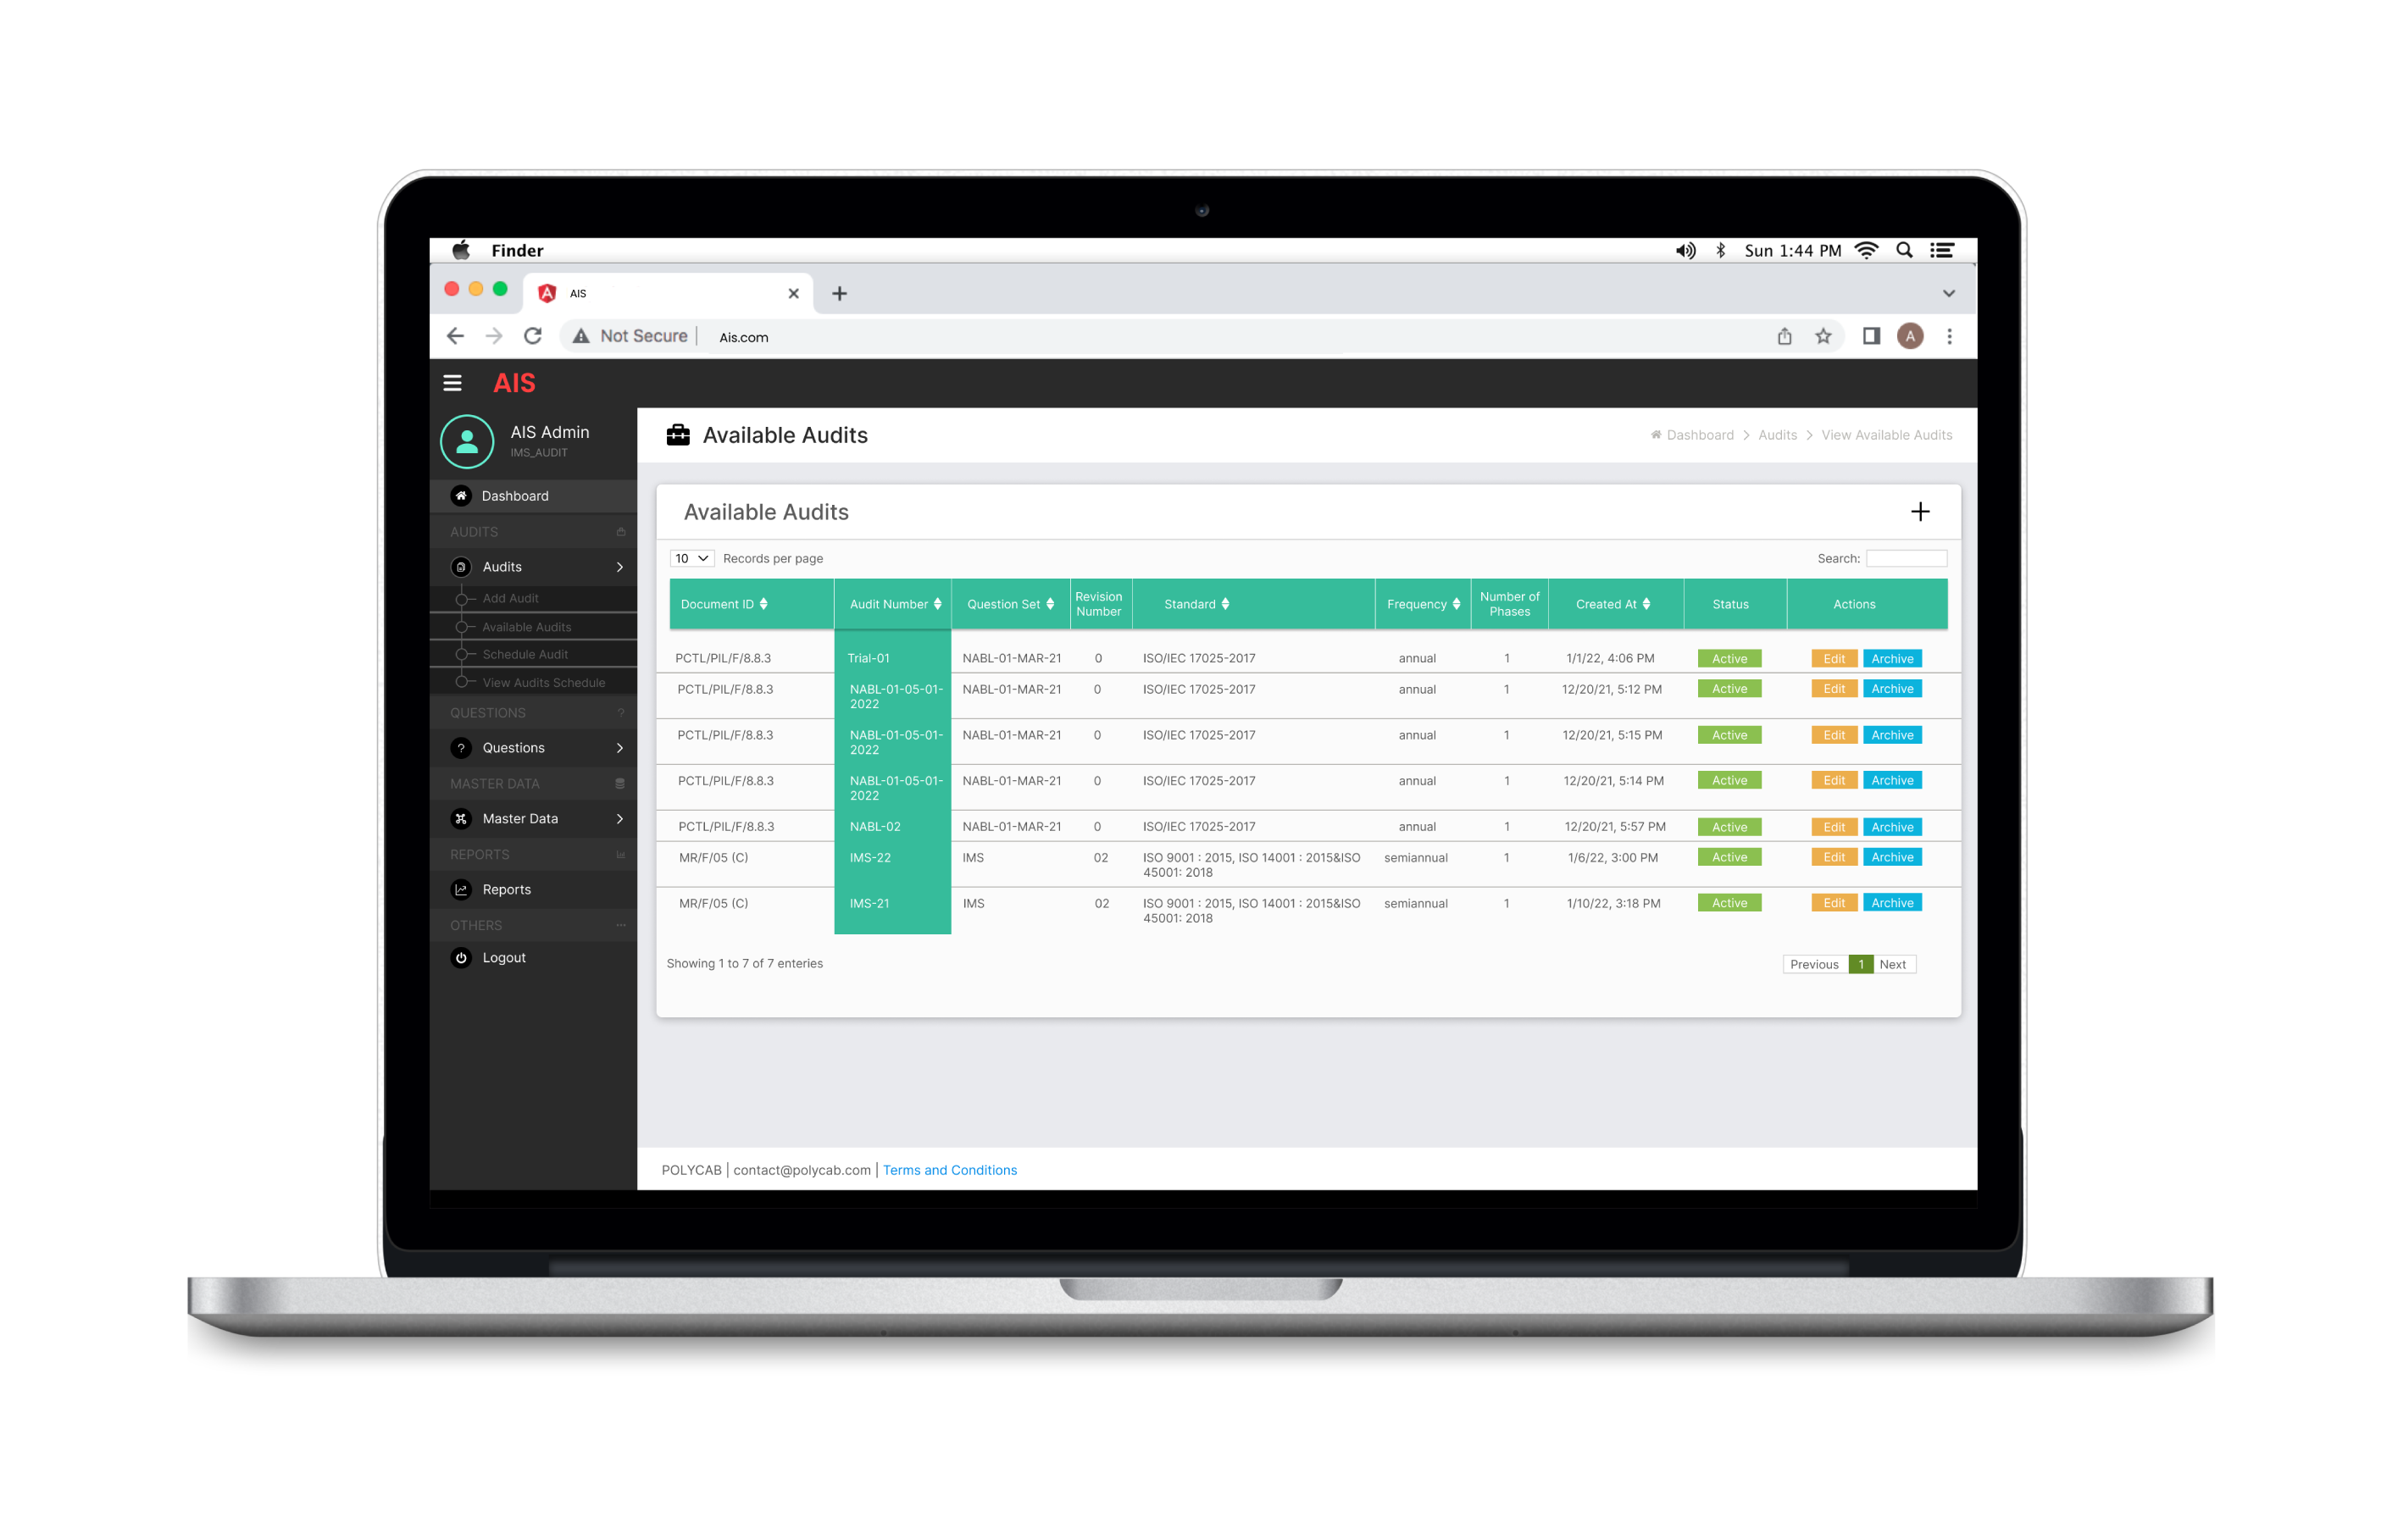 Finder
Sun 1:44 PM
AIS
Not Secure Ais.com
AIS
AIS Admin
IMS_AUDIT
Dashboard
AUDITS
Audits
Add Audit
Available Audits
Schedule Audit
View Audits Schedule
QUESTIONS ?
? Questions
MASTER DATA
Master Data
REPORTS
Reports
OTHERS
Logout
Available Audits
Dashboard > Audits > View Available Audits
Available Audits
10 Records per page Search:
Document ID Audit Number Question Set Revision Number Standard Frequency Number of Phases Created At Status Actions
PCTL/PIL/F/8.8.3 Trial-01 NABL-01-MAR-21 0 ISO/IEC 17025-2017 annual 1 1/1/22, 4:06 PM Active Edit Archive
PCTL/PIL/F/8.8.3 NABL-01-05-01-2022 NABL-01-MAR-21 0 ISO/IEC 17025-2017 annual 1 12/20/21, 5:12 PM Active Edit Archive
PCTL/PIL/F/8.8.3 NABL-01-05-01-2022 NABL-01-MAR-21 0 ISO/IEC 17025-2017 annual 1 12/20/21, 5:15 PM Active Edit Archive
PCTL/PIL/F/8.8.3 NABL-01-05-01-2022 NABL-01-MAR-21 0 ISO/IEC 17025-2017 annual 1 12/20/21, 5:14 PM Active Edit Archive
PCTL/PIL/F/8.8.3 NABL-02 NABL-01-MAR-21 0 ISO/IEC 17025-2017 annual 1 12/20/21, 5:57 PM Active Edit Archive
MR/F/05 (C) IMS-22 IMS 02 ISO 9001 : 2015, ISO 14001 : 2015&ISO 45001: 2018 semiannual 1 1/6/22, 3:00 PM Active Edit Archive
MR/F/05 (C) IMS-21 IMS 02 ISO 9001 : 2015, ISO 14001 : 2015&ISO 45001: 2018 semiannual 1 1/10/22, 3:18 PM Active Edit Archive
Showing 1 to 7 of 7 enteries
Previous 1 Next
POLYCAB | contact@polycab.com | Terms and Conditions
A